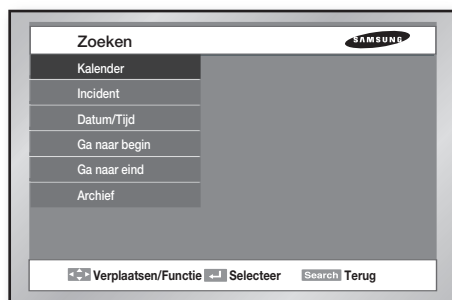 Zoeken SAMSUNG
Kalender
Incident
Datum/Tijd
Ga naar begin
Ga naar eind
Archief
Verplaatsen/Functie Selecteer Search Terug